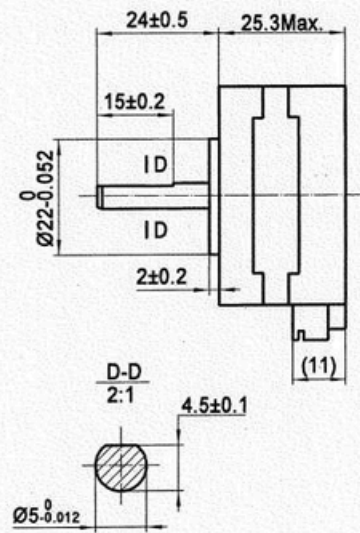 24±0.5
25.3Max.
15±0.2
ID
0
Ø22-0.052
ID
2±0.2
(11)
D-D
2:1
4.5±0.1
0
Ø5-0.012